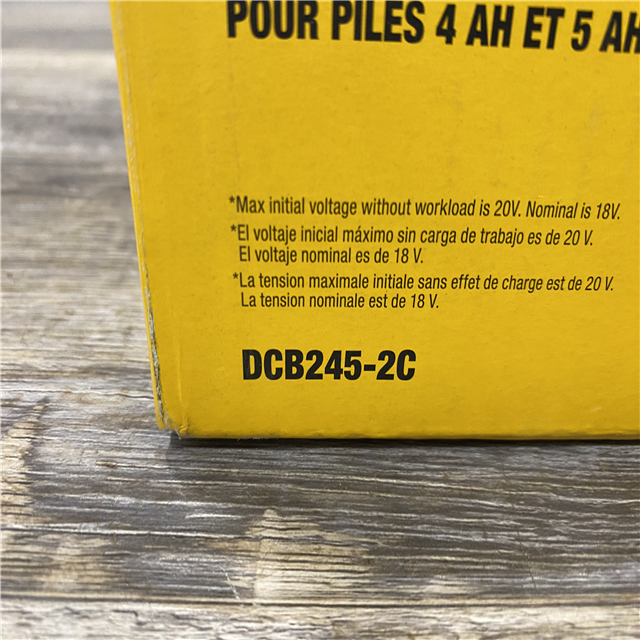 POUR PILES 4 AH ET 5 AH
*Max initial voltage without workload is 20V. Nominal is 18V.
*El voltaje inicial máximo sin carga de trabajo es de 20 V.
El voltaje nominal es de 18 V.
*La tension maximale initiale sans effet de charge est de 20 V.
La tension nominale est de 18 V.
DCB245-2C